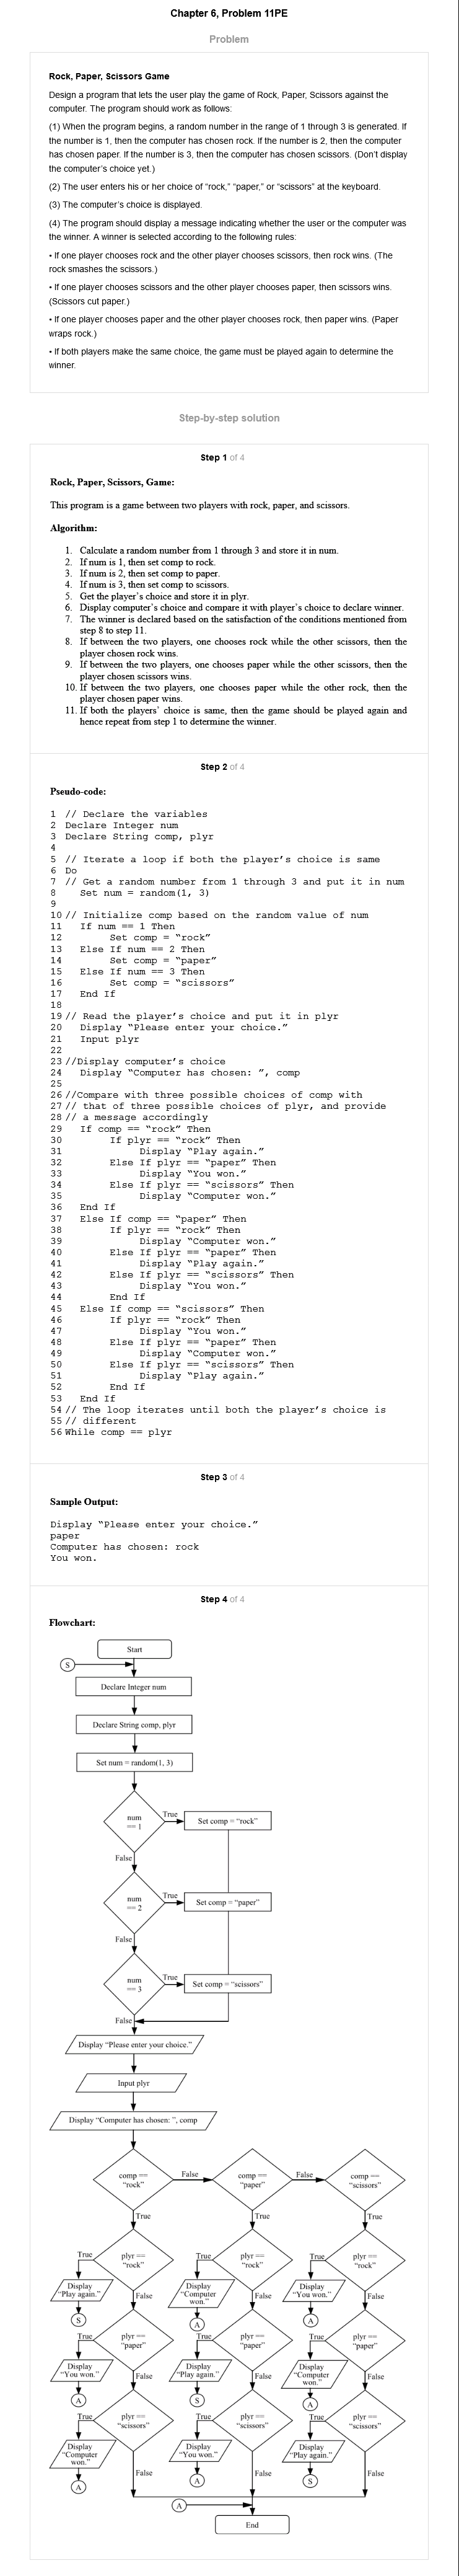 Chapter 6, Problem 11PE
Problem
Rock, Paper, Scissors Game
Design a program that lets the user play the game of Rock, Paper, Scissors against the
computer. The program should work as follows:
(1) When the program begins, a random number in the range of 1 through 3 is generated. If
the number is 1, then the computer has chosen rock. If the number is 2, then the computer
has chosen paper. If the number is 3, then the computer has chosen scissors. (Don't display
the computer's choice yet.)
(2) The user enters his or her choice of “rock,” “paper,” or “scissors” at the keyboard.
(3) The computer's choice is displayed.
(4) The program should display a message indicating whether the user or the computer was
the winner. A winner is selected according to the following rules:
• If one player chooses rock and the other player chooses scissors, then rock wins. (The
rock smashes the scissors.)
• If one player chooses scissors and the other player chooses paper, then scissors wins.
(Scissors cut paper.)
• If one player chooses paper and the other player chooses rock, then paper wins. (Paper
wraps rock.)
• If both players make the same choice, the game must be played again to determine the
winner.
Step-by-step solution
Step 1 of 4
Rock, Paper, Scissors, Game:
This program is a game between two players with rock, paper, and scissors.
Algorithm:
1. Calculate a random number from 1 through 3 and store it in num.
2. If num is 1, then set comp to rock.
3. If num is 2, then set comp to paper.
4. If num is 3, then set comp to scissors.
5. Get the player's choice and store it in plyr.
6. Display computer's choice and compare it with player's choice to declare winner.
7. The winner is declared based on the satisfaction of the conditions mentioned from
step 8 to step 11.
8. If between the two players, one chooses rock while the other scissors, then the
player chosen rock wins.
9. If between the two players, one chooses paper while the other scissors, then the
player chosen scissors wins.
10. If between the two players, one chooses paper while the other rock, then the
player chosen paper wins.
11. If both the players' choice is same, then the game should be played again and
hence repeat from step 1 to determine the winner.
Step 2 of 4
Pseudo-code:
1 // Declare the variables
2 Declare Integer num
3 Declare String comp, plyr
4
5 // Iterate a loop if both the player's choice is same
6 Do
7 // Get a random number from 1 through 3 and put it in num
8 Set num = random(1, 3)
9
10 // Initialize comp based on the random value of num
11 If num == 1 Then
12 Set comp = “rock”
13 Else If num == 2 Then
14 Set comp = “paper”
15 Else If num == 3 Then
16 Set comp = “scissors”
17 End If
18
19 // Read the player's choice and put it in plyr
20 Display “Please enter your choice.”
21 Input plyr
22
23 //Display computer's choice
24 Display “Computer has chosen: ”, comp
25
26 //Compare with three possible choices of comp with
27 // that of three possible choices of plyr, and provide
28 // a message accordingly
29 If comp == “rock” Then
30 If plyr == “rock” Then
31 Display “Play again.”
32 Else If plyr == “paper” Then
33 Display “You won.”
34 Else If plyr == “scissors” Then
35 Display “Computer won.”
36 End If
37 Else If comp == “paper” Then
38 If plyr == “rock” Then
39 Display “Computer won.”
40 Else If plyr == “paper” Then
41 Display “Play again.”
42 Else If plyr == “scissors” Then
43 Display “You won.”
44 End If
45 Else If comp == “scissors” Then
46 If plyr == “rock” Then
47 Display “You won.”
48 Else If plyr == “paper” Then
49 Display “Computer won.”
50 Else If plyr == “scissors” Then
51 Display “Play again.”
52 End If
53 End If
54 // The loop iterates until both the player's choice is
55 // different
56 While comp == plyr
Step 3 of 4
Sample Output:
Display “Please enter your choice.”
paper
Computer has chosen: rock
You won.
Step 4 of 4
Flowchart:
Start
S
Declare Integer num
Declare String comp, plyr
Set num = random(1, 3)
num
== 1
True
Set comp = “rock”
False
num
== 2
True
Set comp = “paper”
False
num
== 3
True
Set comp = “scissors”
False
Display “Please enter your choice.”
Input plyr
Display “Computer has chosen: ”, comp
comp ==
“rock”
False
comp ==
“paper”
False
comp ==
“scissors”
True
True
True
True
plyr ==
“rock”
True
plyr ==
“rock”
True
plyr ==
“rock”
Display
“Play again.”
False
Display
“Computer
won.”
False
Display
“You won.”
False
S
A
A
True
plyr ==
“paper”
True
plyr ==
“paper”
True
plyr ==
“paper”
Display
“You won.”
False
Display
“Play again.”
False
Display
“Computer
won.”
False
A
S
A
True
plyr ==
“scissors”
True
plyr ==
“scissors”
True
plyr ==
“scissors”
Display
“Computer
won.”
False
Display
“You won.”
False
Display
“Play again.”
False
A
A
S
A
End